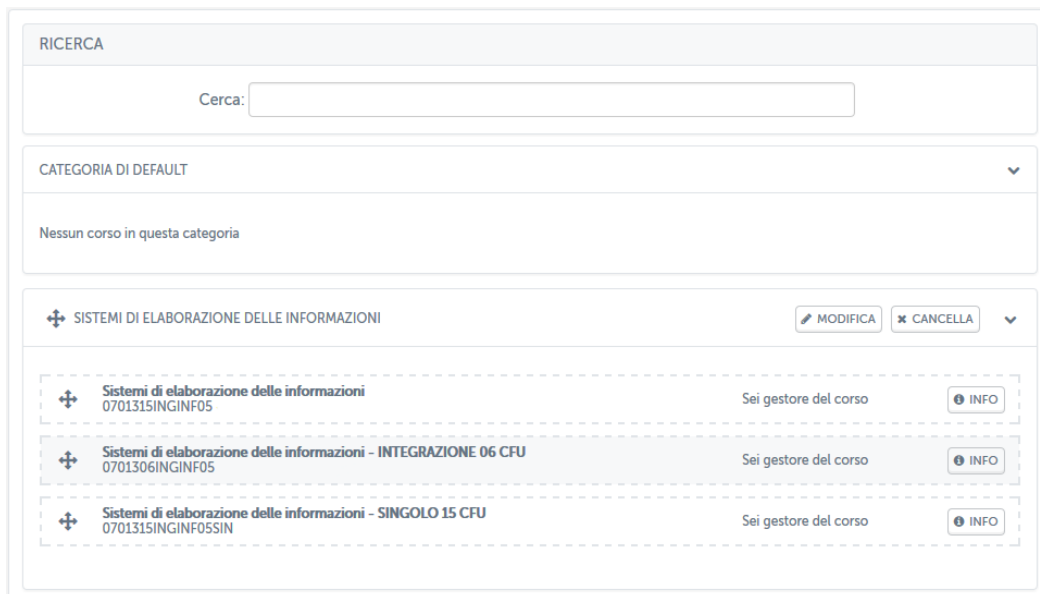 RICERCA
Cerca:
CATEGORIA DI DEFAULT
Nessun corso in questa categoria
SISTEMI DI ELABORAZIONE DELLE INFORMAZIONI MODIFICA CANCELLA
Sistemi di elaborazione delle informazioni
0701315INGINF05 Sei gestore del corso INFO
Sistemi di elaborazione delle informazioni - INTEGRAZIONE 06 CFU
0701306INGINF05 Sei gestore del corso INFO
Sistemi di elaborazione delle informazioni - SINGOLO 15 CFU
0701315INGINF05SIN Sei gestore del corso INFO